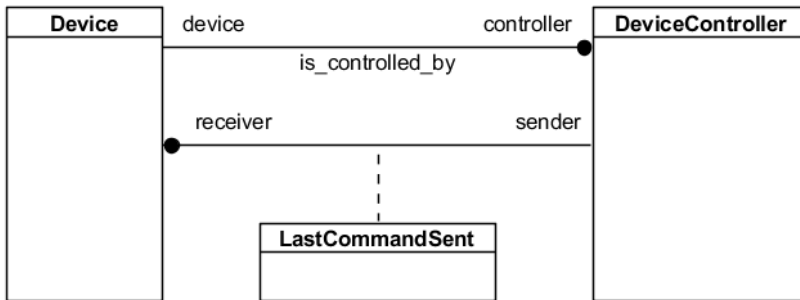 Device
device
controller
DeviceController
is_controlled_by
receiver
sender
LastCommandSent